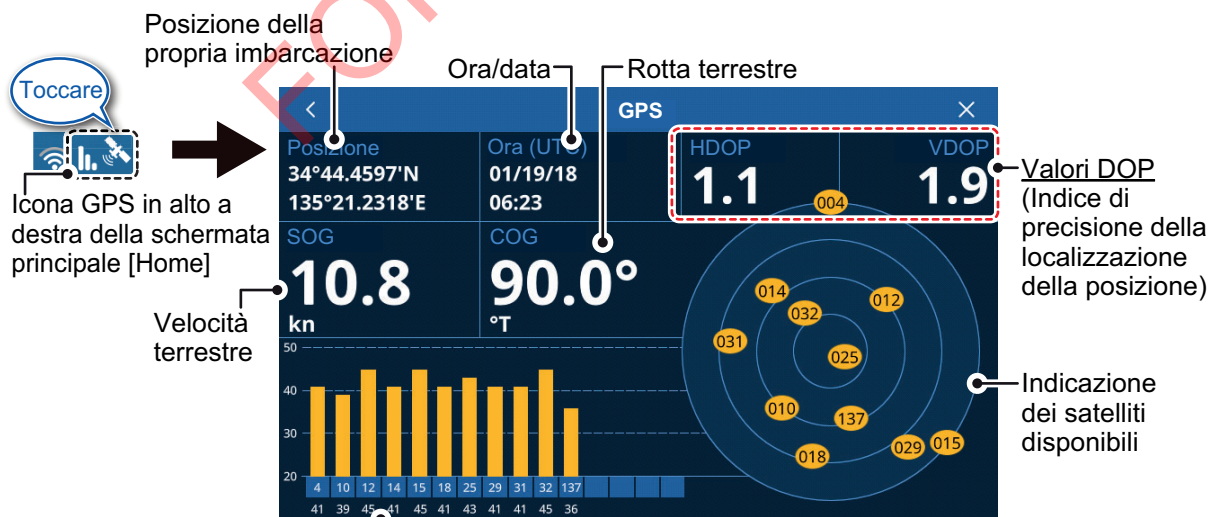 FO
Posizione della
propria imbarcazione
Ora/data
Rotta terrestre
Toccare
Icona GPS in alto a
destra della schermata
principale [Home]
GPS
Posizione
34°44.4597'N
135°21.2318'E
Ora (UTC)
01/19/18
06:23
HDOP
1.1
VDOP
1.9
Valori DOP
(Indice di
precisione della
localizzazione
della posizione)
SOG
10.8
kn
COG
90.0°
°T
Velocità
terrestre
004
014
012
032
031
025
010
137
018
029
015
Indicazione
dei satelliti
disponibili
50
40
30
20
4 10 12 14 15 18 25 29 31 32 137
41 39 45 41 45 41 43 41 41 45 36